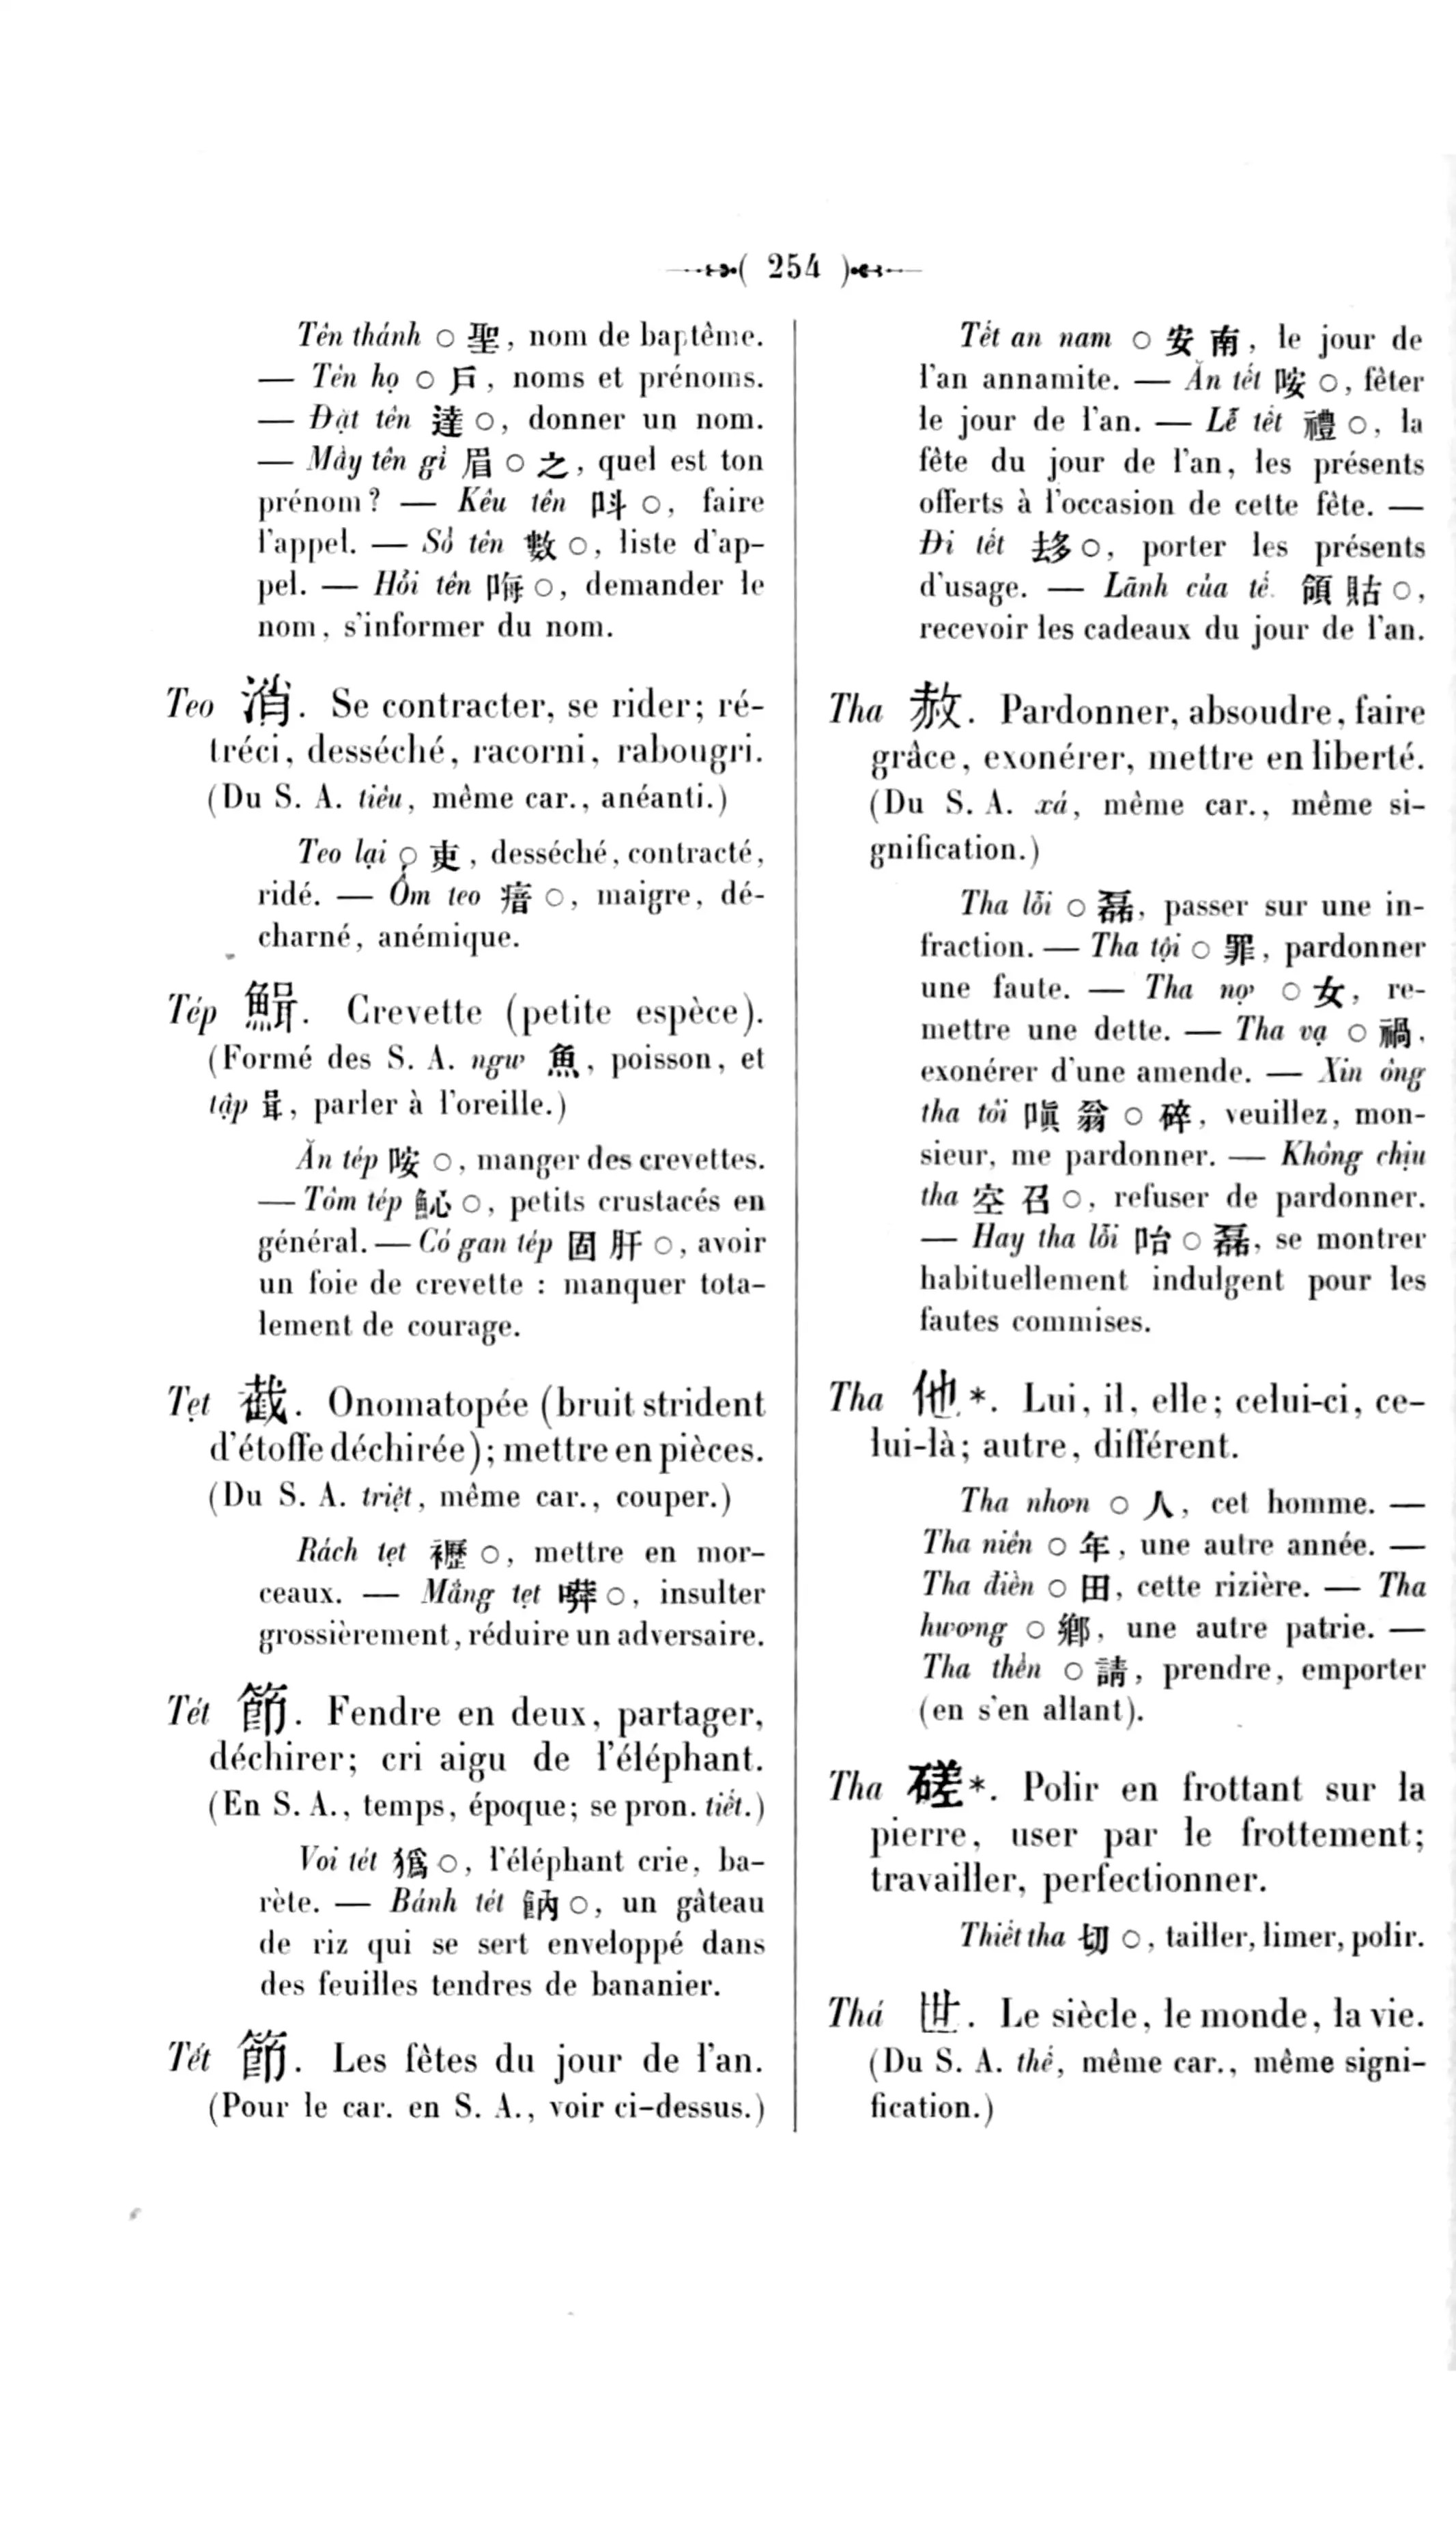 ( 254 )
Tên thánh ○ 聖, nom de baptême.
— Tên họ ○ 戶, noms et prénoms.
— Đặt tên 達 ○, donner un nom.
— Mầy tên gì 眉 ○ 之, quel est ton
prénom? — Kêu tên 叫 ○, faire
l'appel. — Sổ tên 數 ○, liste d'ap-
pel. — Hỏi tên 𠳨 ○, demander le
nom, s'informer du nom.
Teo 消. Se contracter, se rider; ré-
tréci, desséché, racorni, rabougri.
(Du S. A. tiêu, même car., anéanti.)
Teo lại ○ 吏, desséché, contracté,
ridé. — Ốm teo 瘖 ○, maigre, dé-
charné, anémique.
Tép 𩺗. Crevette (petite espèce).
(Formé des S. A. ngư 魚, poisson, et
tập 咠, parler à l'oreille.)
Ăn tép 咹 ○, manger des crevettes.
— Tôm tép ○, petits crustacés en
général. — Có gan tép 固 肝 ○, avoir
un foie de crevette : manquer tota-
lement de courage.
Tẹt 截. Onomatopée (bruit strident
d'étoffe déchirée); mettre en pièces.
(Du S. A. triệt, même car., couper.)
Rách tẹt ○, mettre en mor-
ceaux. — Mắng tẹt ○, insulter
grossièrement, réduire un adversaire.
Tét 節. Fendre en deux, partager,
déchirer; cri aigu de l'éléphant.
(En S. A., temps, époque; se pron. tiết.)
Voi tét ○, l'éléphant crie, ba-
rète. — Bánh tét ○, un gâteau
de riz qui se sert enveloppé dans
des feuilles tendres de bananier.
Tết 節. Les fêtes du jour de l'an.
(Pour le car. en S. A., voir ci-dessus.)
Tết an nam ○ 安 南, le jour de
l'an annamite. — Ăn tết 咹 ○, fêter
le jour de l'an. — Lễ tết 禮 ○, la
fête du jour de l'an, les présents
offerts à l'occasion de cette fête. —
Đi tết 𠫾 ○, porter les présents
d'usage. — Lãnh của tế. 領 貼 ○,
recevoir les cadeaux du jour de l'an.
Tha 赦. Pardonner, absoudre, faire
grâce, exonérer, mettre en liberté.
(Du S. A. xá, même car., même si-
gnification.)
Tha lỗi ○ 磊, passer sur une in-
fraction. — Tha tội ○ 罪, pardonner
une faute. — Tha nợ ○ 女, re-
mettre une dette. — Tha vạ ○ 禍,
exonérer d'une amende. — Xin ông
tha tôi 嗔 翁 ○ 碎, veuillez, mon-
sieur, me pardonner. — Không chịu
tha 空 召 ○, refuser de pardonner.
— Hay tha lỗi 咍 ○ 磊, se montrer
habituellement indulgent pour les
fautes commises.
Tha 他*. Lui, il, elle; celui-ci, ce-
lui-là; autre, différent.
Tha nhơn ○ 人, cet homme. —
Tha niên ○ 年, une autre année. —
Tha điền ○ 田, cette rizière. — Tha
hương ○ 鄉, une autre patrie. —
Tha thỉn ○ 請, prendre, emporter
(en s'en allant).
Tha 磋*. Polir en frottant sur la
pierre, user par le frottement;
travailler, perfectionner.
Thiết tha 切 ○, tailler, limer, polir.
Thá 世. Le siècle, le monde, la vie.
(Du S. A. thế, même car., même signi-
fication.)